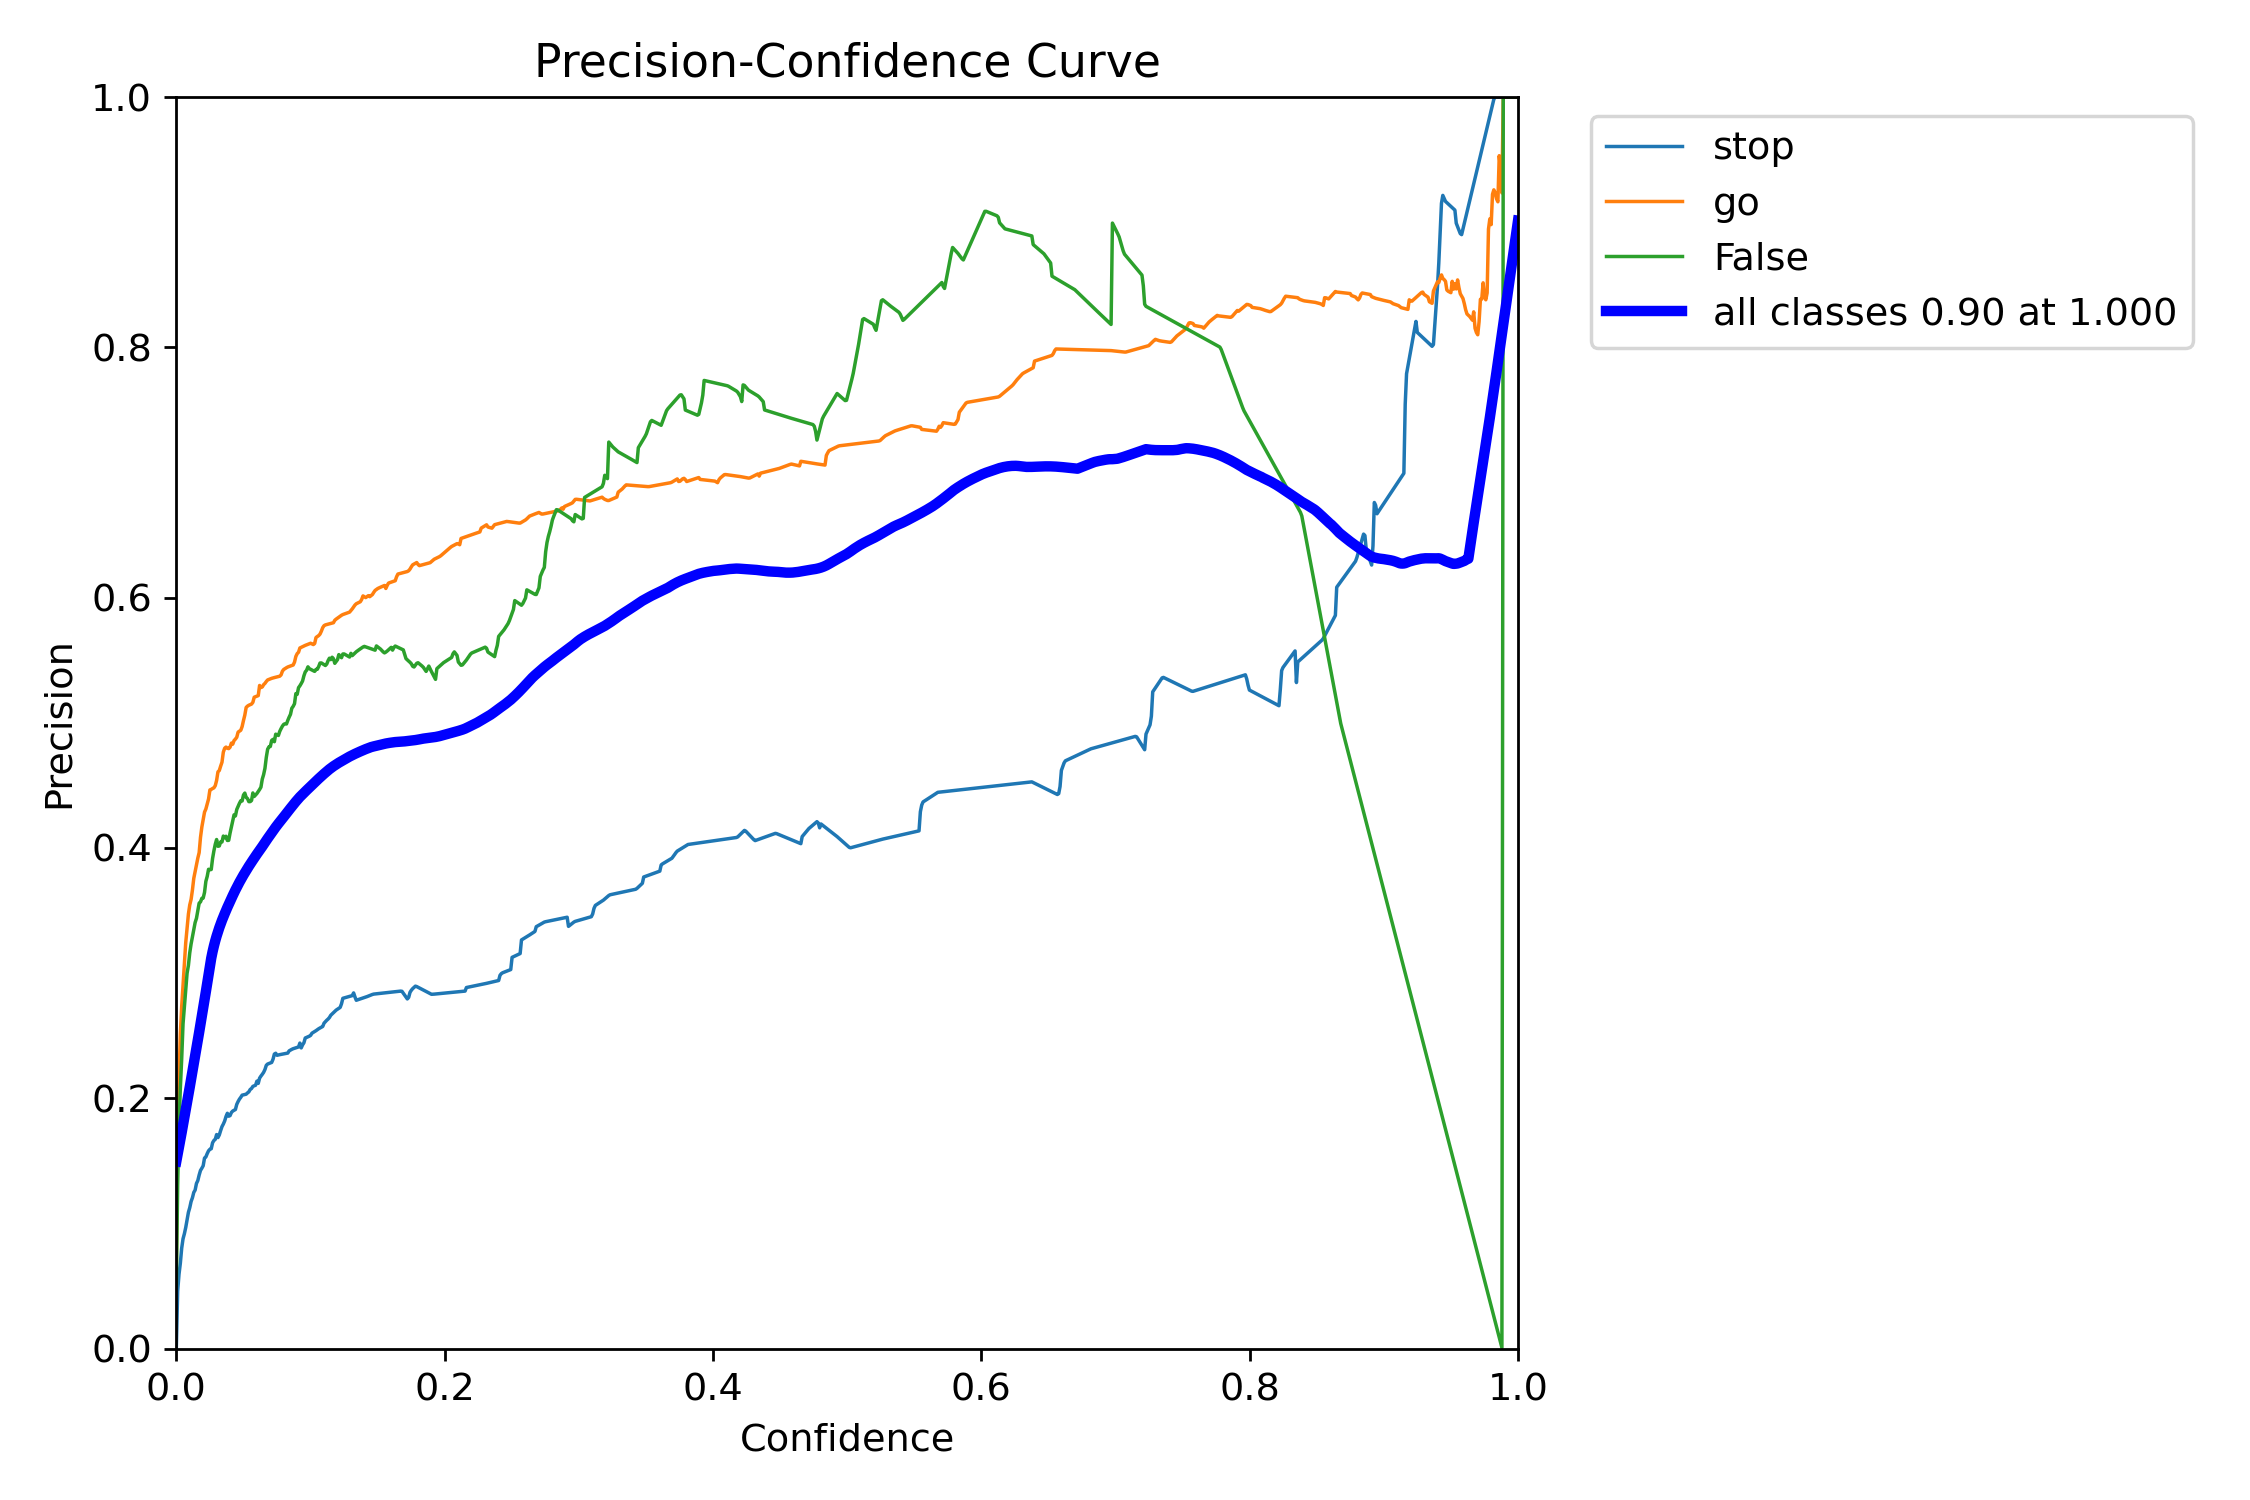 Precision-Confidence Curve
1.0
0.8
0.6
0.4
0.2
0.0
Precision
0.0 0.2 0.4 0.6 0.8 1.0
Confidence
stop
go
False
all classes 0.90 at 1.000